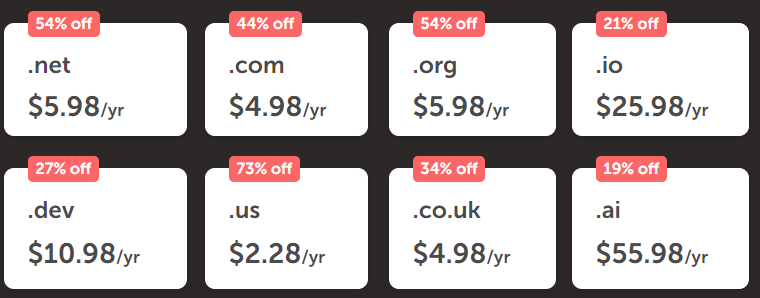 54% off
.net
$5.98/yr
44% off
.com
$4.98/yr
54% off
.org
$5.98/yr
21% off
.io
$25.98/yr
27% off
.dev
$10.98/yr
73% off
.us
$2.28/yr
34% off
.co.uk
$4.98/yr
19% off
.ai
$55.98/yr